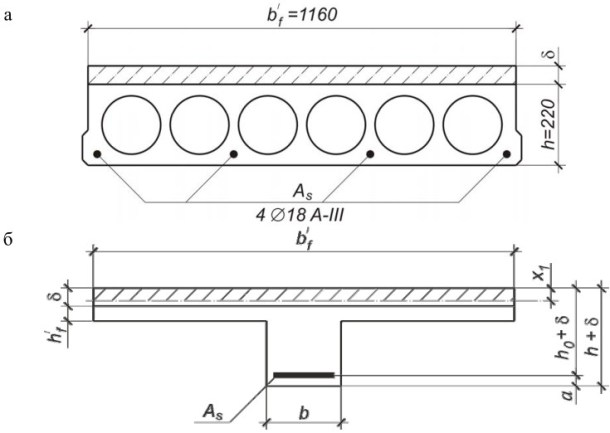 а
b'f =1160
δ
h=220
As
4 ∅18 A-III
б
b'f
x1
δ
h'f
h0 + δ
h + δ
a
As
b